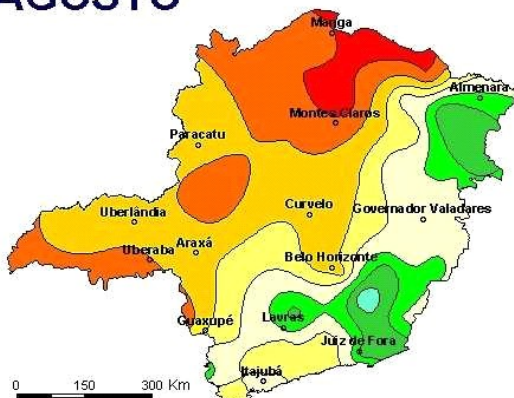 AGOSTO
Manga
Almenara
Montes Claros
Paracatu
Curvelo
Governador Valadares
Uberlândia
Uberaba
Araxá
Belo Horizonte
Guaxupé
Lavras
Juiz de Fora
Itajubá
0 150 300 Km